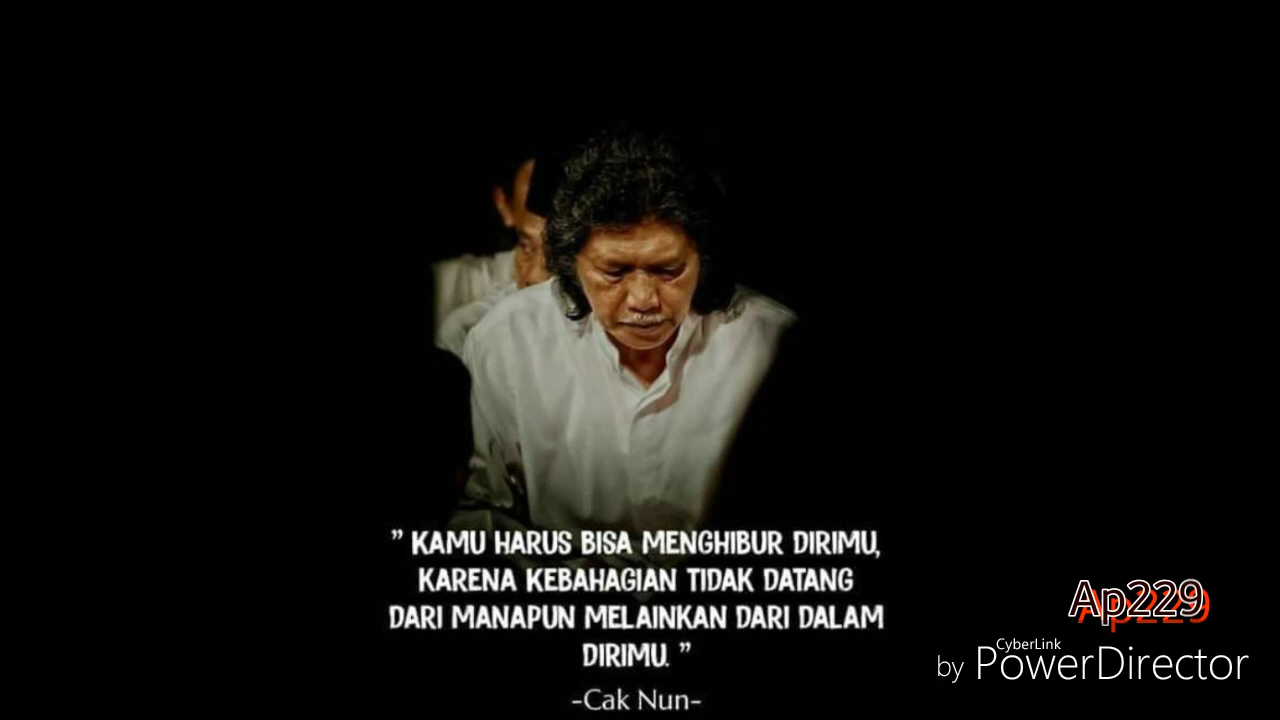 ” KAMU HARUS BISA MENGHIBUR DIRIMU,
KARENA KEBAHAGIAN TIDAK DATANG
DARI MANAPUN MELAINKAN DARI DALAM
DIRIMU. ”
-Cak Nun-
Ap229
CyberLink
by PowerDirector